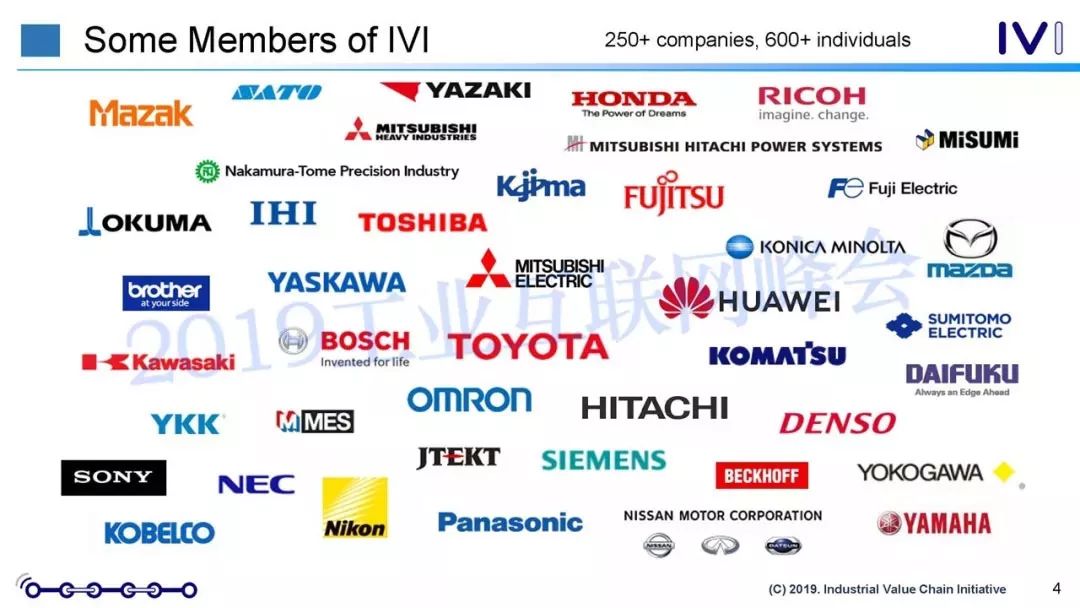 Some Members of IVI
250+ companies, 600+ individuals
IVI
Mazak
SATO
YAZAKI
HONDA
The Power of Dreams
RICOH
imagine. change.
MITSUBISHI
HEAVY INDUSTRIES
MITSUBISHI HITACHI POWER SYSTEMS
MiSUMi
Nakamura-Tome Precision Industry
Kojima
FUJITSU
Fe Fuji Electric
OKUMA
IHI
TOSHIBA
KONICA MINOLTA
mazda
brother
at your side
YASKAWA
MITSUBISHI
ELECTRIC
HUAWEI
SUMITOMO
ELECTRIC
2019工业互联网峰会
Kawasaki
BOSCH
Invented for life
TOYOTA
KOMATSU
DAIFUKU
Always an Edge Ahead
YKK
MES
OMRON
HITACHI
DENSO
JTEKT
SIEMENS
SONY
NEC
Nikon
BECKHOFF
YOKOGAWA
KOBELCO
Panasonic
NISSAN MOTOR CORPORATION
NISSAN
DATSUN
YAMAHA
(C) 2019. Industrial Value Chain Initiative
4